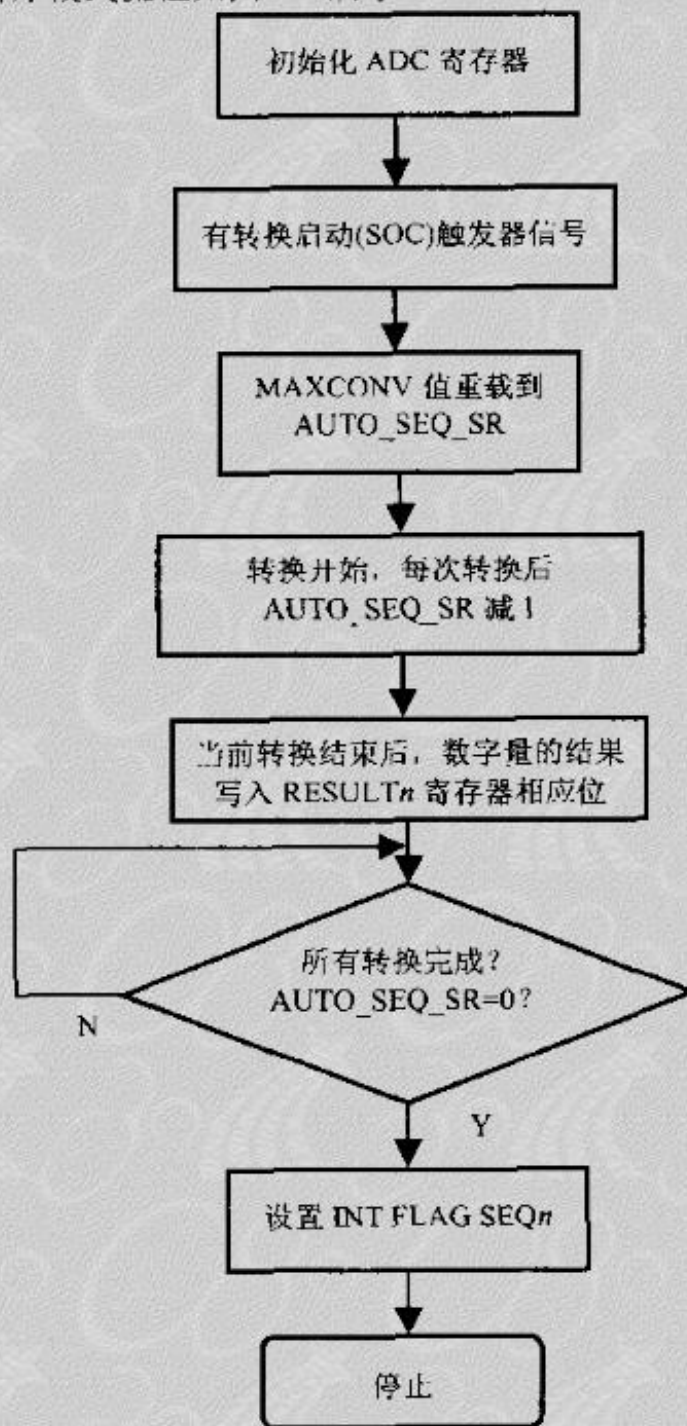 初始化 ADC 寄存器
有转换启动(SOC)触发器信号
MAXCONV 值重载到
AUTO_SEQ_SR
转换开始，每次转换后
AUTO_SEQ_SR 减 1
当前转换结束后，数字量的结果
写入 RESULTn 寄存器相应位
所有转换完成?
AUTO_SEQ_SR=0?
N
Y
设置 INT FLAG SEQn
停止